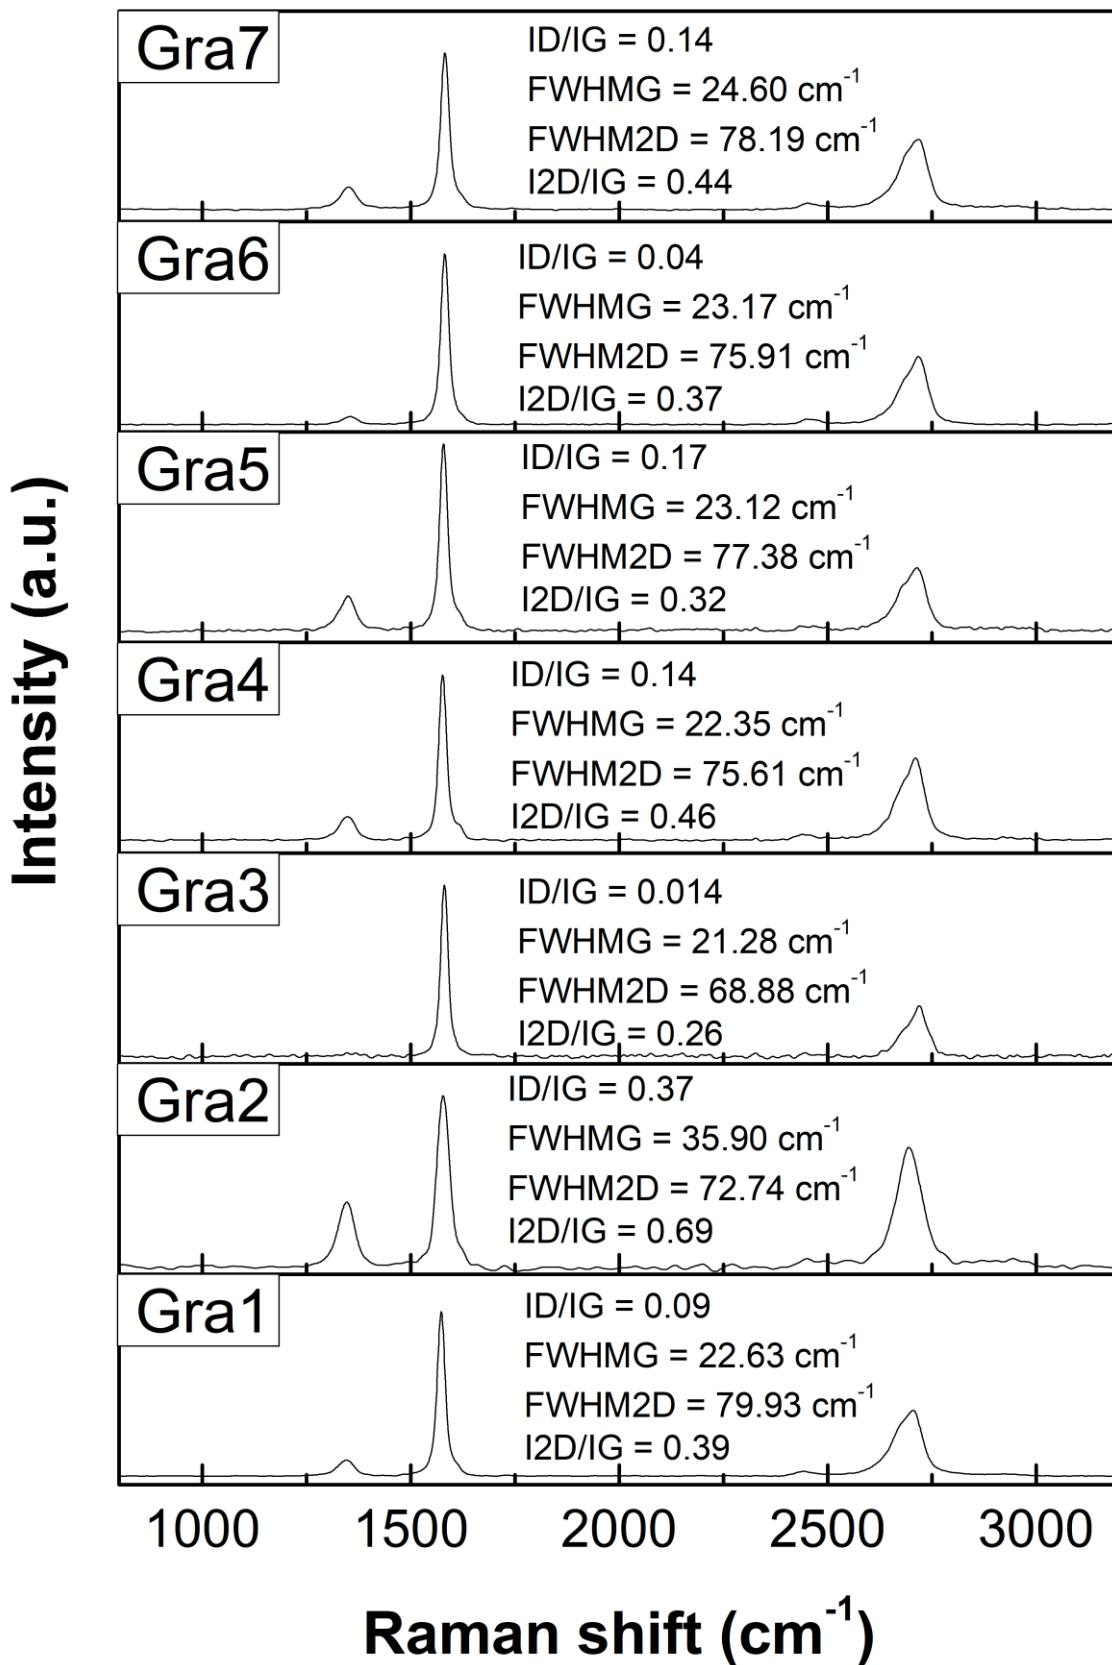 Gra7
ID/IG = 0.14
FWHMG = 24.60 cm⁻¹
FWHM2D = 78.19 cm⁻¹
I2D/IG = 0.44
Gra6
ID/IG = 0.04
FWHMG = 23.17 cm⁻¹
FWHM2D = 75.91 cm⁻¹
I2D/IG = 0.37
Gra5
ID/IG = 0.17
FWHMG = 23.12 cm⁻¹
FWHM2D = 77.38 cm⁻¹
I2D/IG = 0.32
Gra4
ID/IG = 0.14
FWHMG = 22.35 cm⁻¹
FWHM2D = 75.61 cm⁻¹
I2D/IG = 0.46
Gra3
ID/IG = 0.014
FWHMG = 21.28 cm⁻¹
FWHM2D = 68.88 cm⁻¹
I2D/IG = 0.26
Gra2
ID/IG = 0.37
FWHMG = 35.90 cm⁻¹
FWHM2D = 72.74 cm⁻¹
I2D/IG = 0.69
Gra1
ID/IG = 0.09
FWHMG = 22.63 cm⁻¹
FWHM2D = 79.93 cm⁻¹
I2D/IG = 0.39
Intensity (a.u.)
1000 1500 2000 2500 3000
Raman shift (cm⁻¹)